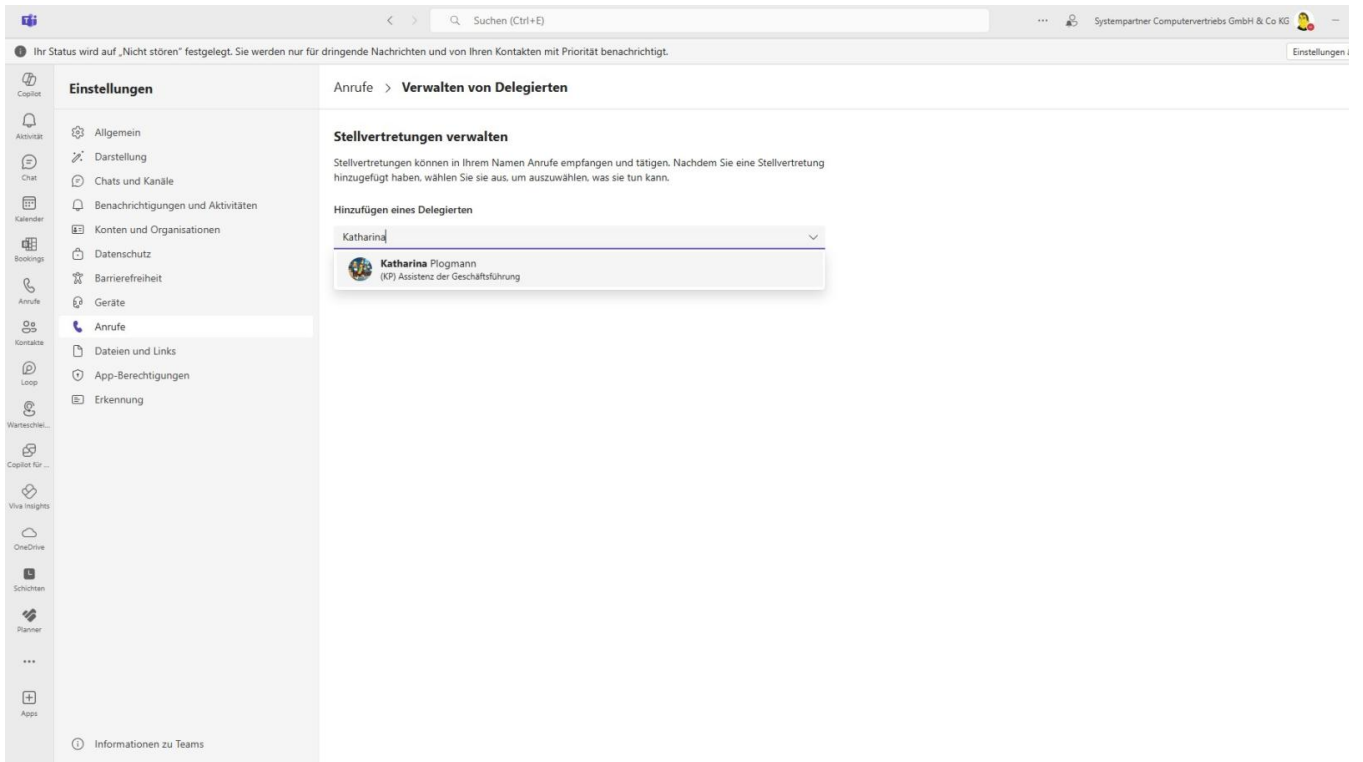 Suchen (Ctrl+E)
Systempartner Computervertriebs GmbH & Co KG
Ihr Status wird auf „Nicht stören" festgelegt. Sie werden nur für dringende Nachrichten und von Ihren Kontakten mit Priorität benachrichtigt.
Einstellungen
Copilot
Aktivität
Chat
Kalender
Bookings
Anrufe
Kontakte
Loop
Warteschlei...
Copilot für ...
Viva Insights
OneDrive
Schichten
Planner
Apps
Einstellungen
Allgemein
Darstellung
Chats und Kanäle
Benachrichtigungen und Aktivitäten
Konten und Organisationen
Datenschutz
Barrierefreiheit
Geräte
Anrufe
Dateien und Links
App-Berechtigungen
Erkennung
Informationen zu Teams
Anrufe > Verwalten von Delegierten
Stellvertretungen verwalten
Stellvertretungen können in Ihrem Namen Anrufe empfangen und tätigen. Nachdem Sie eine Stellvertretung
hinzugefügt haben, wählen Sie sie aus, um auszuwählen, was sie tun kann.
Hinzufügen eines Delegierten
Katharina
Katharina Plogmann
(KP) Assistenz der Geschäftsführung